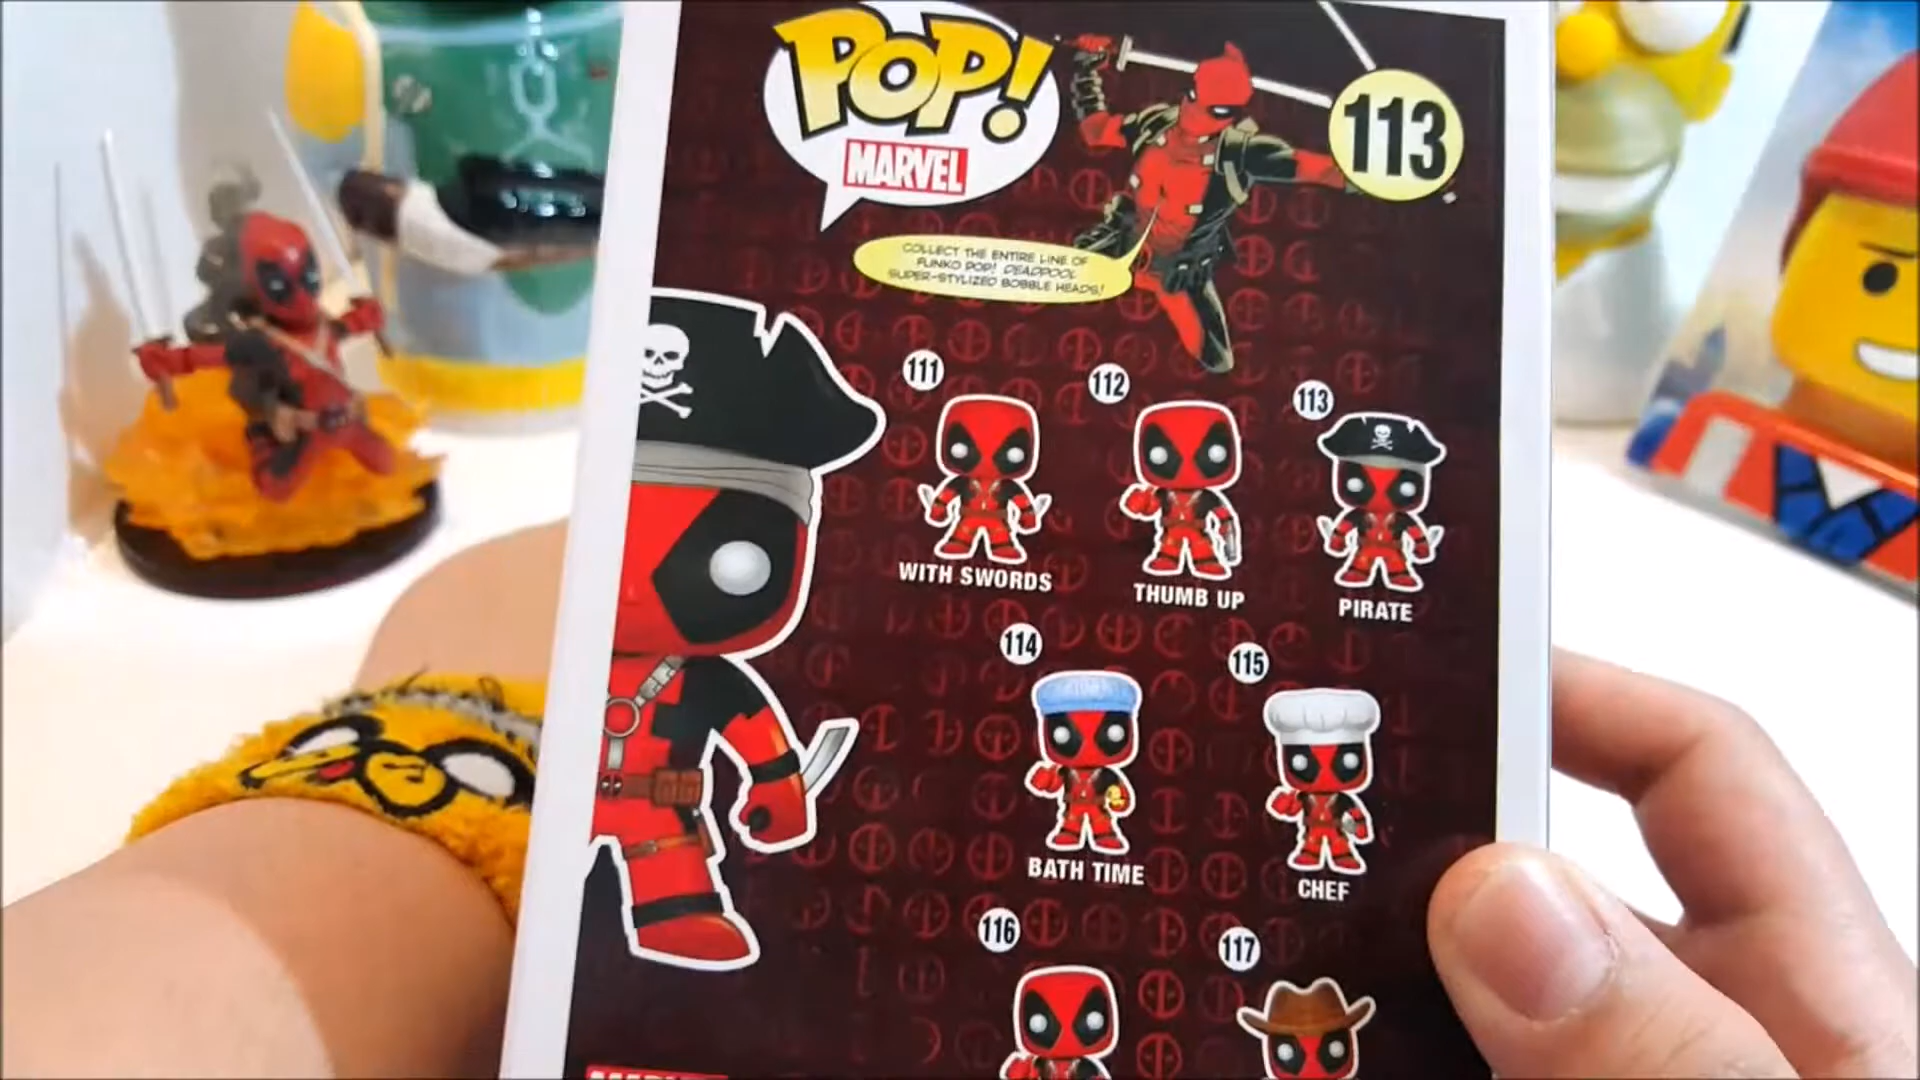 POP!
MARVEL
113
COLLECT THE ENTIRE LINE OF
FUNKO POP! DEADPOOL
SUPER-STYLIZED BOBBLE HEADS!
111
112
113
WITH SWORDS
THUMB UP
PIRATE
114
115
BATH TIME
CHEF
116
117